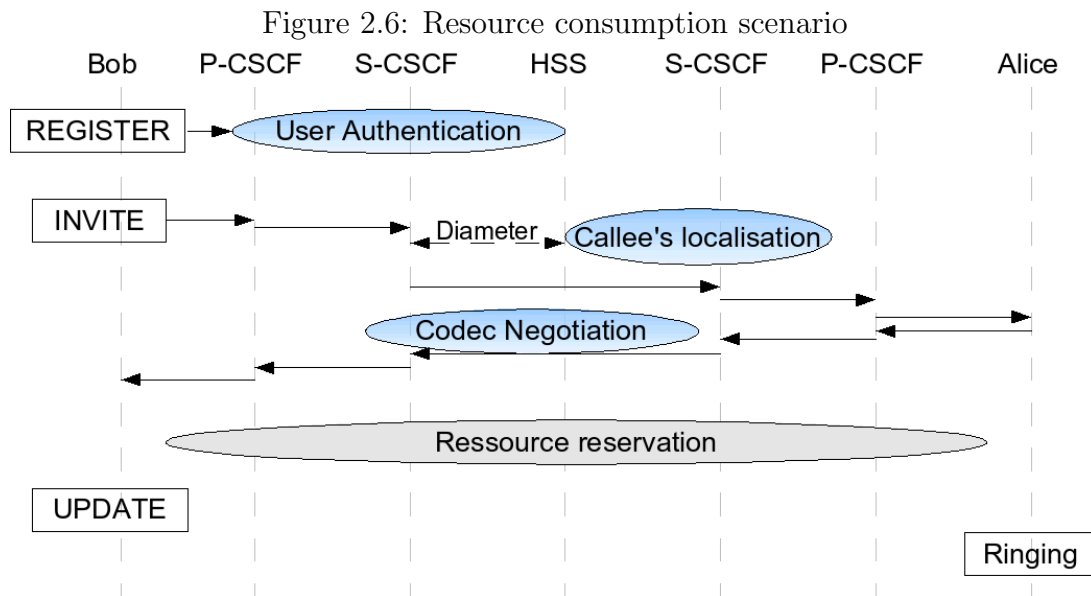 Figure 2.6: Resource consumption scenario
Bob P-CSCF S-CSCF HSS S-CSCF P-CSCF Alice
REGISTER User Authentication
INVITE Diameter Callee's localisation
Codec Negotiation
Ressource reservation
UPDATE
Ringing